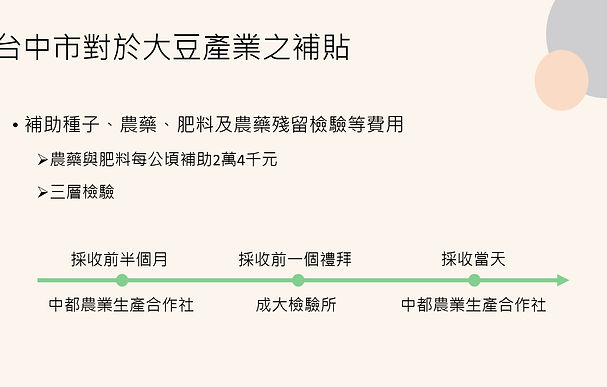 台中市對於大豆產業之補貼
• 補助種子、農藥、肥料及農藥殘留檢驗等費用
➢農藥與肥料每公頃補助2萬4千元
➢三層檢驗
採收前半個月 採收前一個禮拜 採收當天
中都農業生產合作社 成大檢驗所 中都農業生產合作社